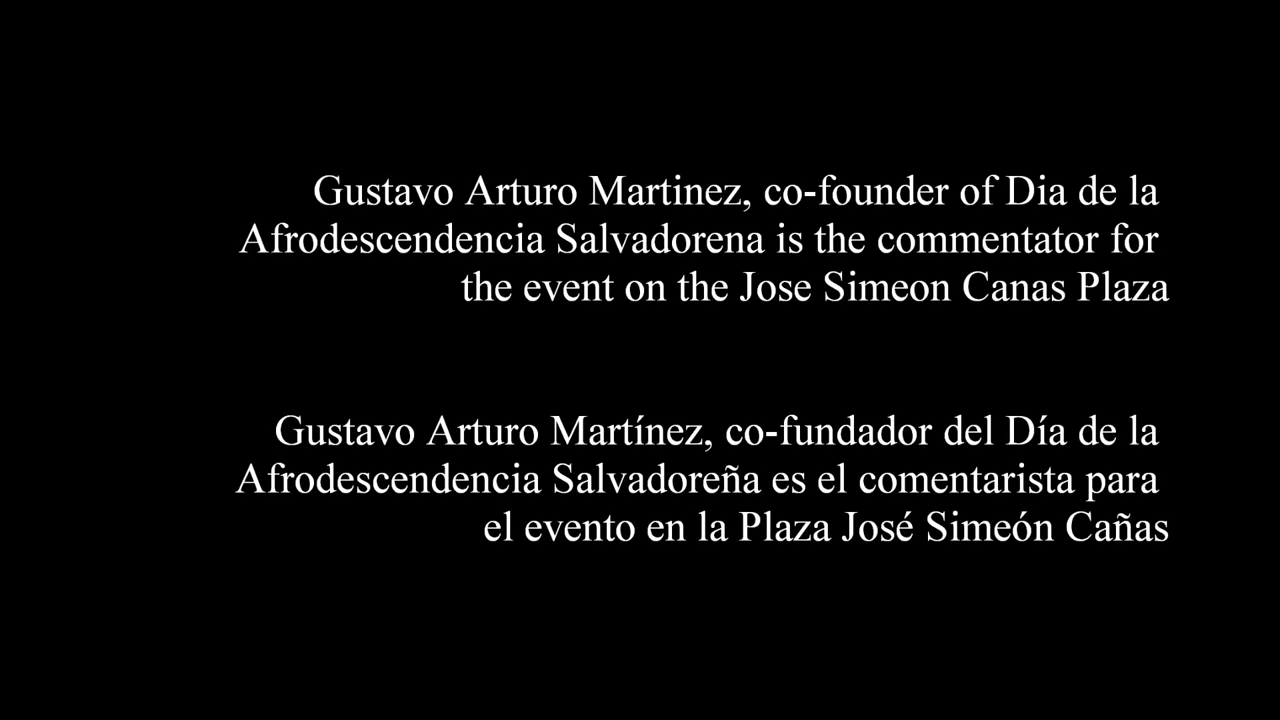 Gustavo Arturo Martinez, co-founder of Dia de la
Afrodescendencia Salvadorena is the commentator for
the event on the Jose Simeon Canas Plaza
Gustavo Arturo Martínez, co-fundador del Día de la
Afrodescendencia Salvadoreña es el comentarista para
el evento en la Plaza José Simeón Cañas